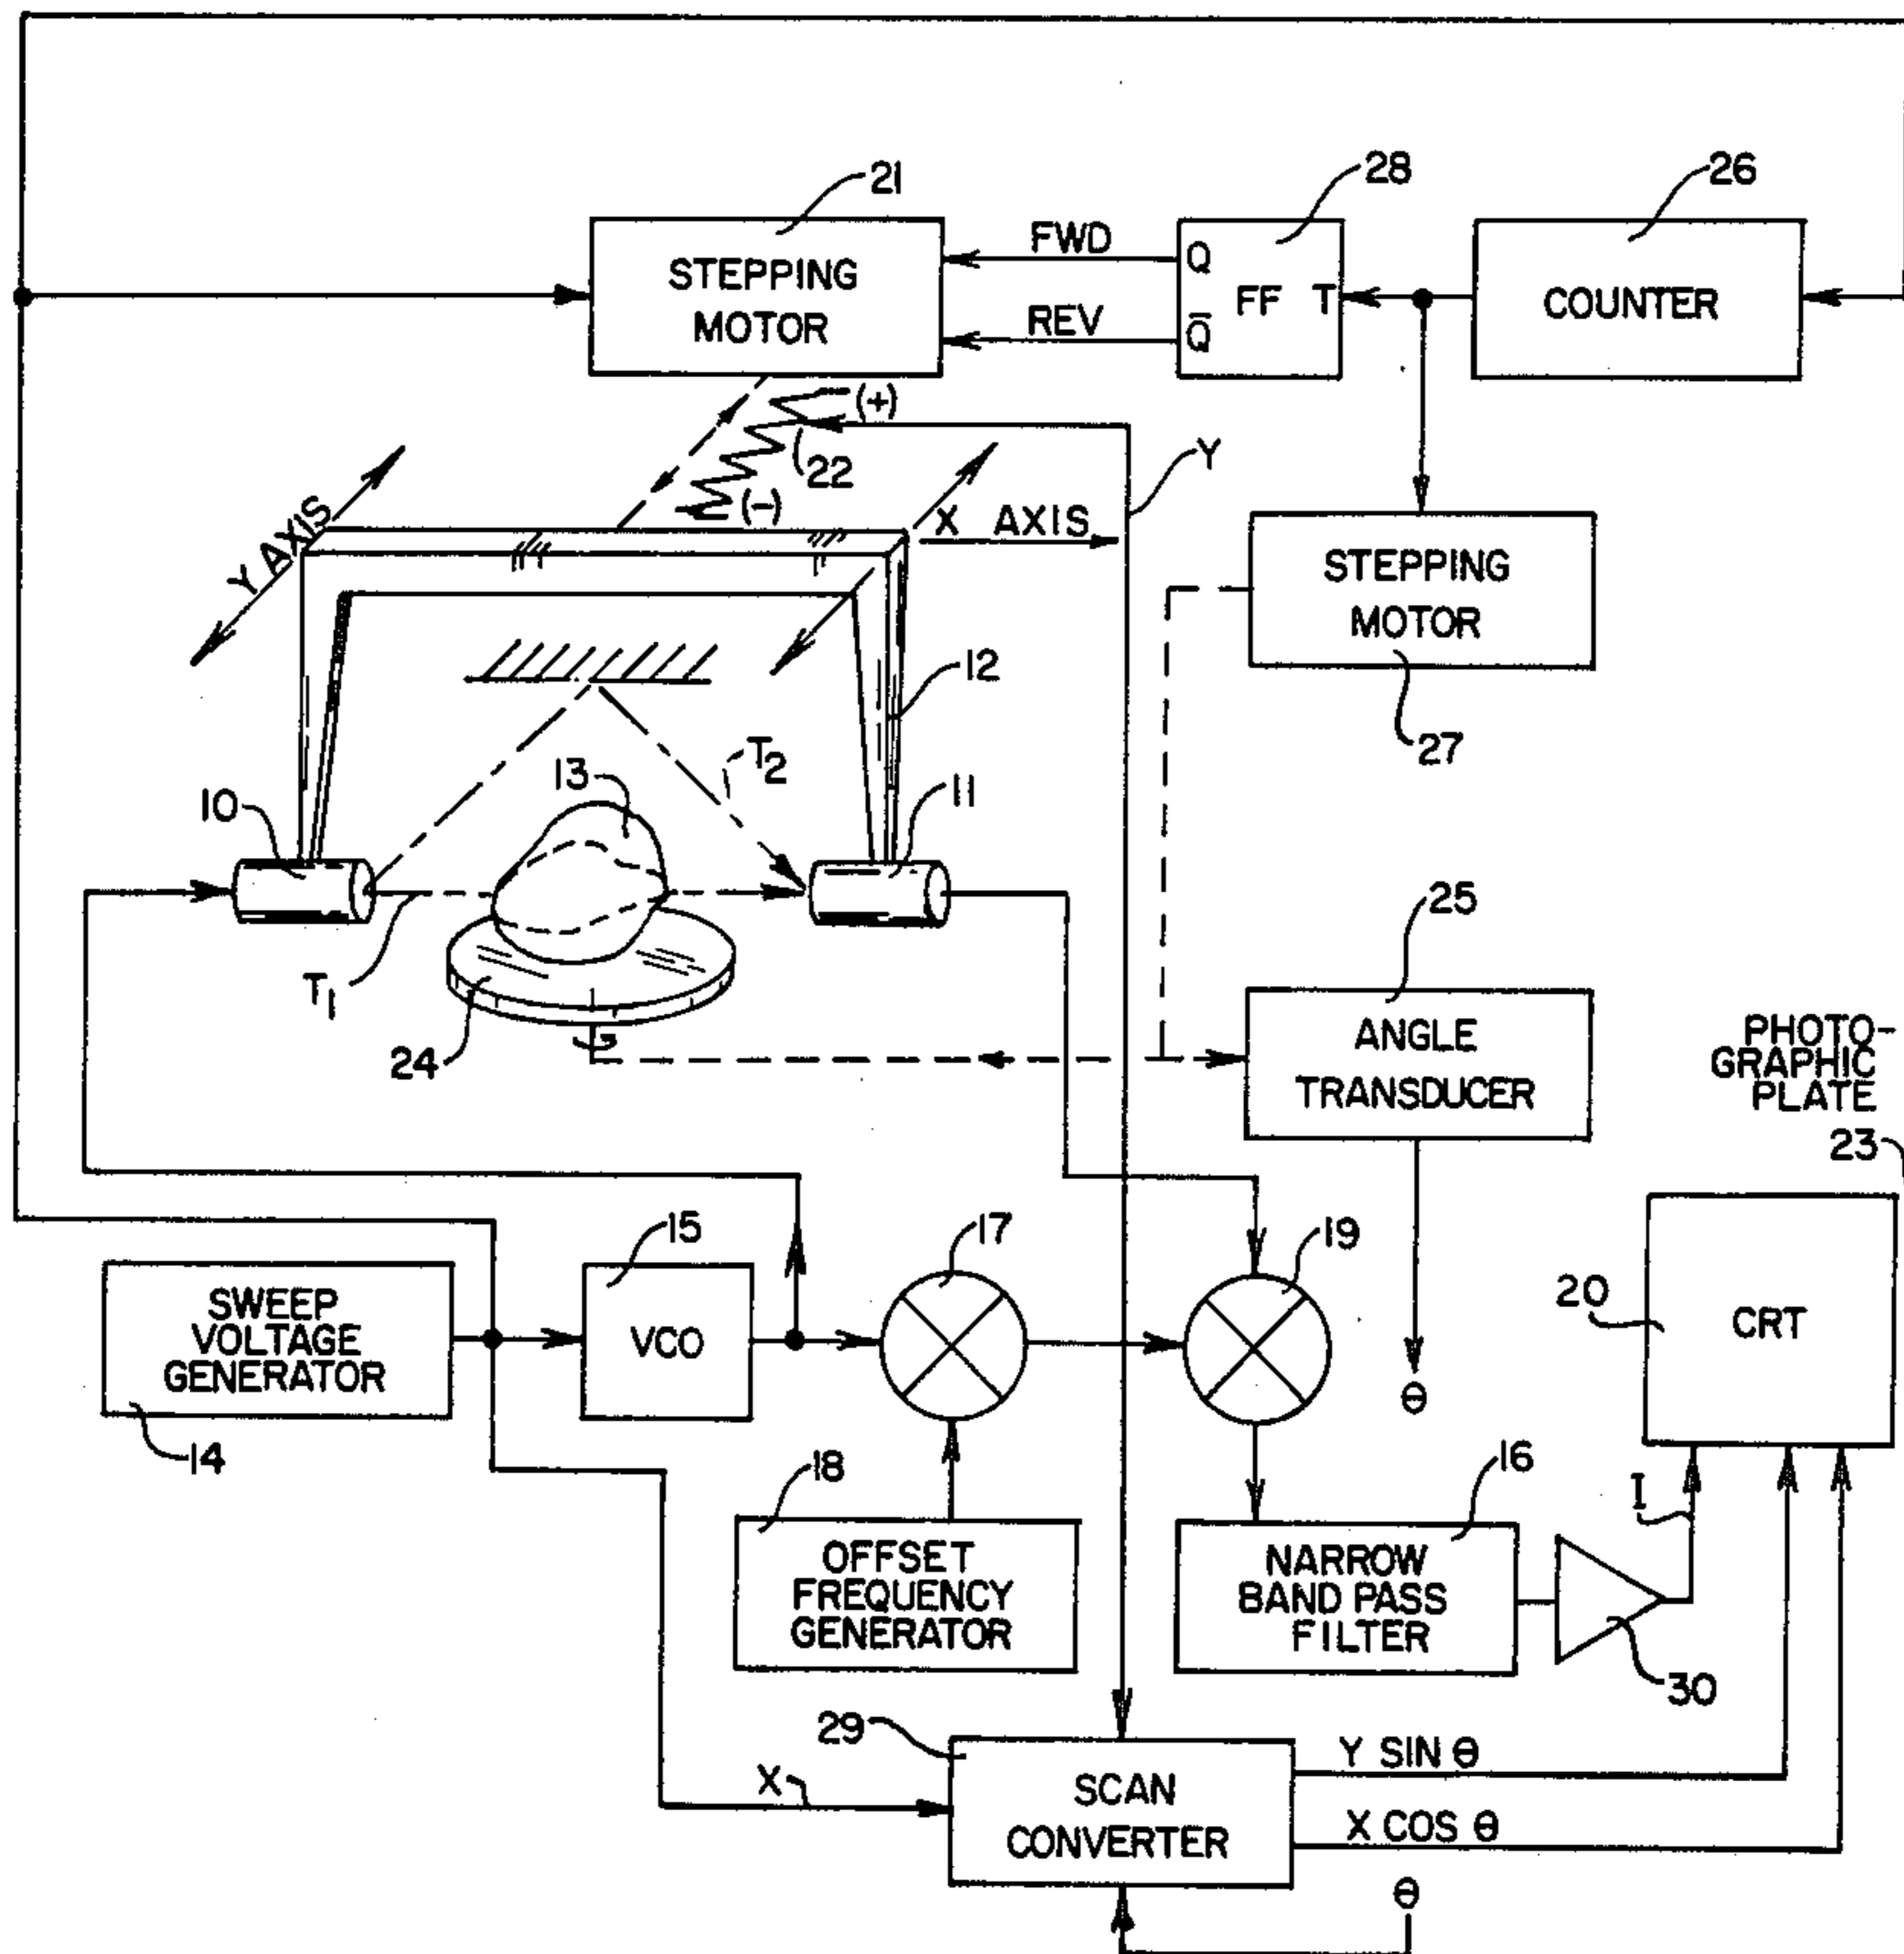 21
28
26
STEPPING
MOTOR
FWD
REV
Q
Q̅
FF T
COUNTER
(+)
22
(-)
Y
Y AXIS
X AXIS
STEPPING
MOTOR
27
12
T2
13
10
11
T1
24
25
ANGLE
TRANSDUCER
PHOTO-
GRAPHIC
PLATE
23
15
17
19
SWEEP
VOLTAGE
GENERATOR
VCO
20
CRT
θ
14
18
16
I
OFFSET
FREQUENCY
GENERATOR
NARROW
BAND PASS
FILTER
30
29
Y SIN θ
X
SCAN
CONVERTER
X COS θ
θ